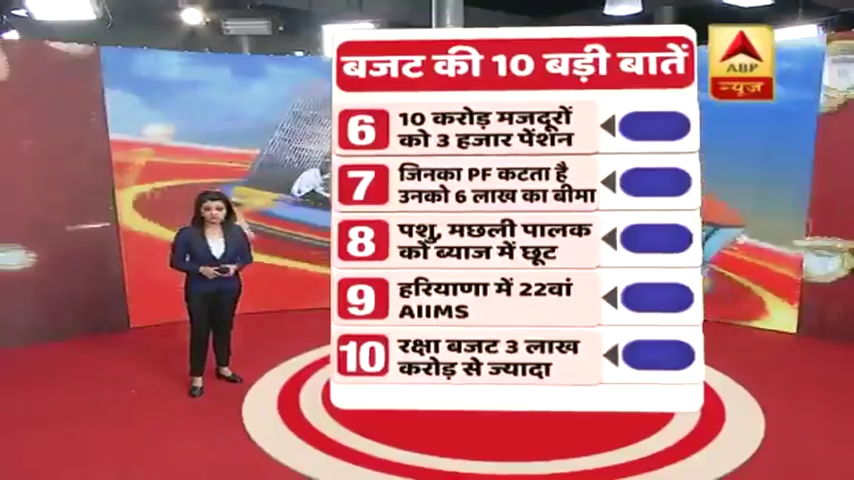 बजट की 10 बड़ी बातें
ABP
न्यूज़
6
10 करोड़ मजदूरों
को 3 हजार पेंशन
7
जिनका PF कटता है
उनको 6 लाख का बीमा
8
पशु, मछली पालक
को ब्याज में छूट
9
हरियाणा में 22वां
AIIMS
10
रक्षा बजट 3 लाख
करोड़ से ज्यादा